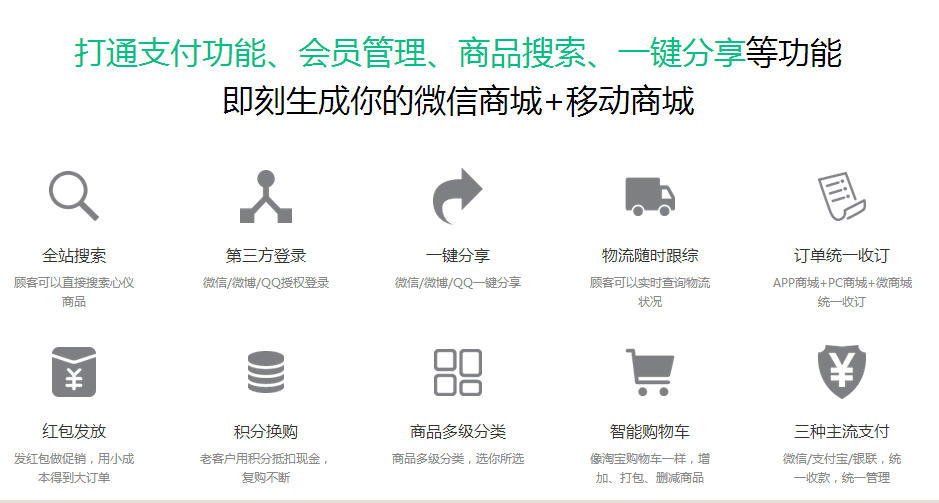 打通支付功能、会员管理、商品搜索、一键分享等功能
即刻生成你的微信商城+移动商城
全站搜索
顾客可以直接搜索心仪
商品
第三方登录
微信/微博/QQ授权登录
一键分享
微信/微博/QQ一键分享
物流随时跟综
顾客可以实时查询物流
状况
订单统一收订
APP商城+PC商城+微商城
统一收订
红包发放
发红包做促销，用小成
本得到大订单
积分换购
老客户用积分抵扣现金，
复购不断
商品多级分类
商品多级分类，选你所选
智能购物车
像淘宝购物车一样，增
加、打包、删减商品
三种主流支付
微信/支付宝/银联，统
一收款，统一管理